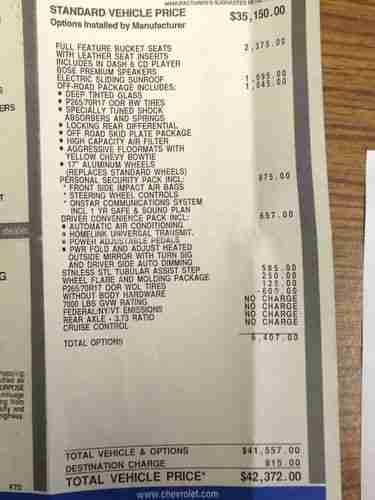 MANUFACTURER'S SUGGESTED RETAIL
STANDARD VEHICLE PRICE $35,150.00
Options Installed by Manufacturer
FULL FEATURE BUCKET SEATS 2,375.00
WITH LEATHER SEAT INSERTS
INCLUDES IN DASH 6 CD PLAYER
BOSE PREMIUM SPEAKERS
ELECTRIC SLIDING SUNROOF 1,095.00
OFF-ROAD PACKAGE INCLUDES: 1,045.00
• DEEP TINTED GLASS
• P26570R17 OOR BW TIRES
• SPECIALLY TUNED SHOCK
ABSORBERS AND SPRINGS
• LOCKING REAR DIFFERENTIAL
• OFF ROAD SKID PLATE PACKAGE
• HIGH CAPACITY AIR FILTER
• AGGRESSIVE FLOORMATS WITH
YELLOW CHEVY BOWTIE
• 17" ALUMINUM WHEELS
(REPLACES STANDARD WHEELS)
PERSONAL SECURITY PACK INCL: 875.00
* FRONT SIDE IMPACT AIR BAGS
* STEERING WHEEL CONTROLS
* ONSTAR COMMUNICATIONS SYSTEM
INCL 1 YR SAFE & SOUND PLAN
DRIVER CONVENIENCE PACK INCL: 657.00
• AUTOMATIC AIR CONDITIONING
• HOMELINK UNIVERSAL TRANSMIT.
• POWER ADJUSTABLE PEDALS
• PWR FOLD AND ADJUST HEATED
OUTSIDE MIRROR WITH TURN SIG
AND DRIVER SIDE AUTO DIMMING
STNLESS STL TUBULAR ASSIST STEP 585.00
WHEEL FLARE AND MOLDING PACKAGE 250.00
P26570R17 OOR WOL TIRES 125.00
WITHOUT BODY HARDWARE -600.00
7000 LBS GVW RATING NO CHARGE
FEDERAL/NY/VT EMISSIONS NO CHARGE
REAR AXLE - 3.73 RATIO NO CHARGE
CRUISE CONTROL NO CHARGE
TOTAL OPTIONS 6,407.00
TOTAL VEHICLE & OPTIONS $41,557.00
DESTINATION CHARGE 815.00
TOTAL VEHICLE PRICE* $42,372.00
www.chevrolet.com
ERS
dealer
G